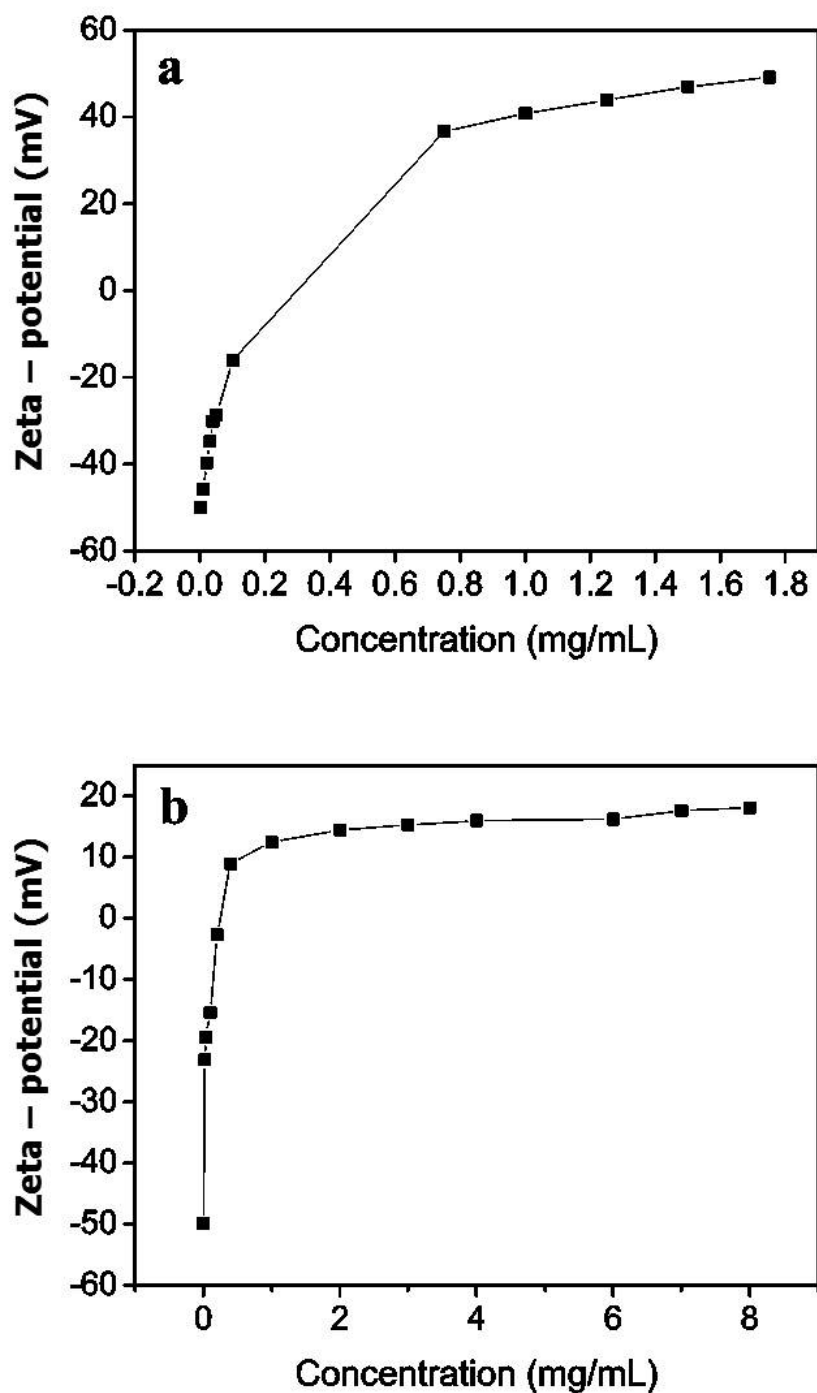 a
Zeta – potential (mV)
60
40
20
0
-20
-40
-60
-0.2 0.0 0.2 0.4 0.6 0.8 1.0 1.2 1.4 1.6 1.8
Concentration (mg/mL)
b
Zeta – potential (mV)
20
10
0
-10
-20
-30
-40
-50
-60
0 2 4 6 8
Concentration (mg/mL)